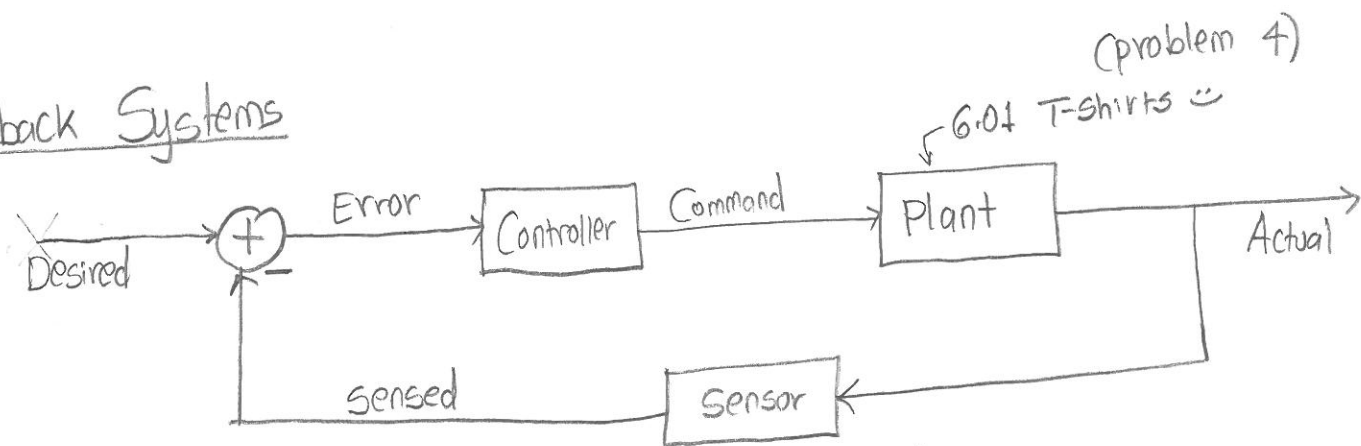 (problem 4)
back Systems
6.01 T-Shirts
Error
Controller
Command
Plant
+
-
Desired
Actual
sensed
Sensor